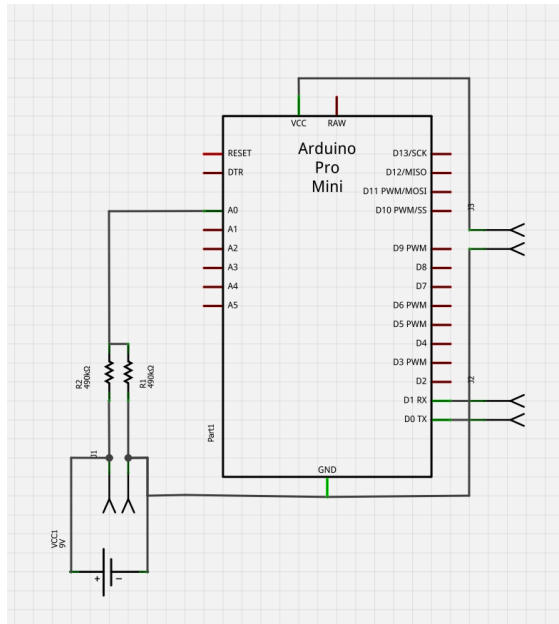 VCC
RAW
Arduino
Pro
Mini
RESET
DTR
A0
A1
A2
A3
A4
A5
D13/SCK
D12/MISO
D11 PWM/MOSI
D10 PWM/SS
D9 PWM
D8
D7
D6 PWM
D5 PWM
D4
D3 PWM
D2
D1 RX
D0 TX
J3
J2
R2
490kΩ
R1
490kΩ
Part1
GND
J1
VCC1
9V
+
−